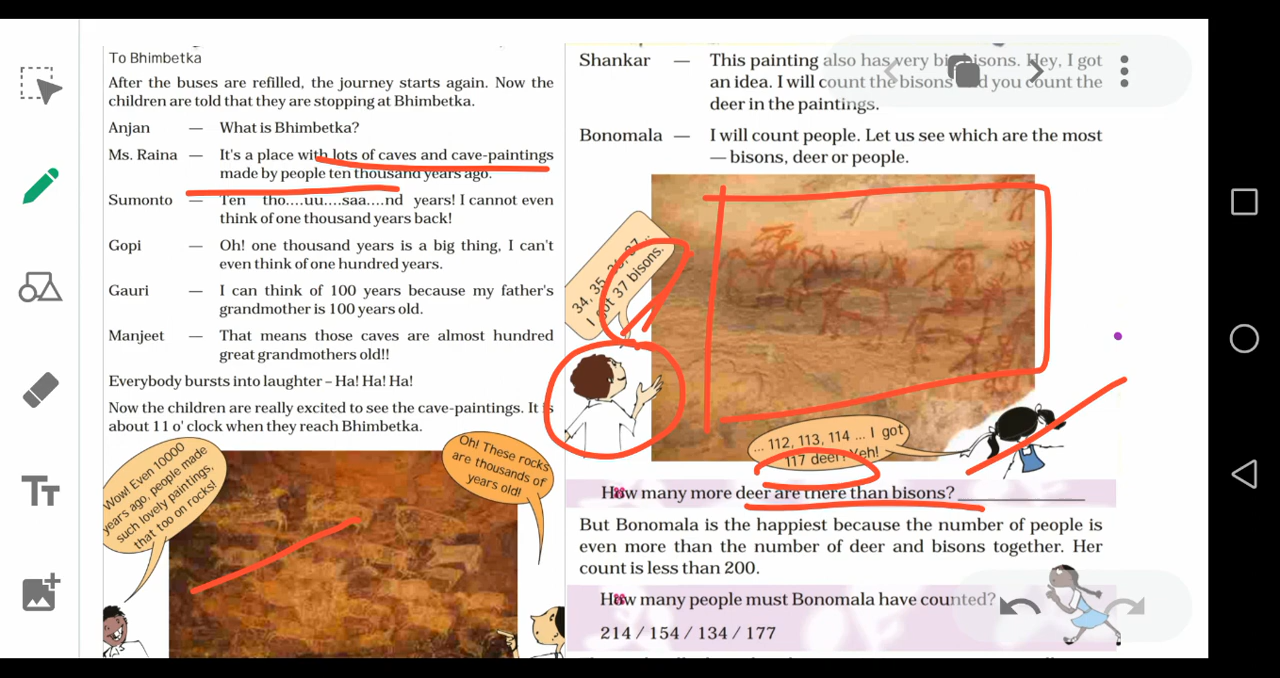 To Bhimbetka
After the buses are refilled, the journey starts again. Now the
children are told that they are stopping at Bhimbetka.
Anjan — What is Bhimbetka?
Ms. Raina — It's a place with lots of caves and cave-paintings
made by people ten thousand years ago.
Sumonto — Ten tho....uu....saa....nd years! I cannot even
think of one thousand years back!
Gopi — Oh! one thousand years is a big thing, I can't
even think of one hundred years.
Gauri — I can think of 100 years because my father's
grandmother is 100 years old.
Manjeet — That means those caves are almost hundred
great grandmothers old!!
Everybody bursts into laughter – Ha! Ha! Ha!
Now the children are really excited to see the cave-paintings. It is
about 11 o' clock when they reach Bhimbetka.
Wow! Even 10000
years ago, people made
such lovely paintings,
that too on rocks!
Oh! These rocks
are thousands of
years old!
Shankar — This painting also has very big bisons. Hey, I got
an idea. I will count the bisons and you count the
deer in the paintings.
Bonomala — I will count people. Let us see which are the most
— bisons, deer or people.
34, 35, 36, 37 ...
I got 37 bisons.
... 112, 113, 114 ... I got
117 deer! Yeh!
How many more deer are there than bisons? ______________
But Bonomala is the happiest because the number of people is
even more than the number of deer and bisons together. Her
count is less than 200.
How many people must Bonomala have counted?
214 / 154 / 134 / 177
TT